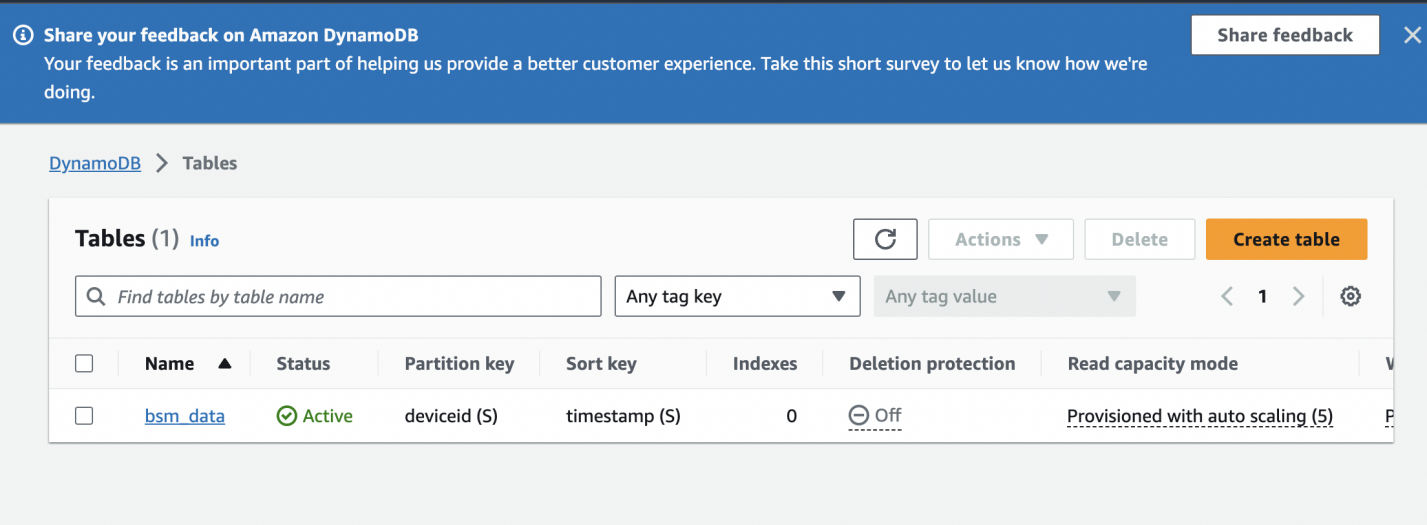 Share your feedback on Amazon DynamoDB
Share feedback
Your feedback is an important part of helping us provide a better customer experience. Take this short survey to let us know how we're
doing.
DynamoDB > Tables
Tables (1) Info
Actions
Delete
Create table
Find tables by table name
Any tag key
Any tag value
1
Name Status Partition key Sort key Indexes Deletion protection Read capacity mode
bsm_data Active deviceid (S) timestamp (S) 0 Off Provisioned with auto scaling (5)